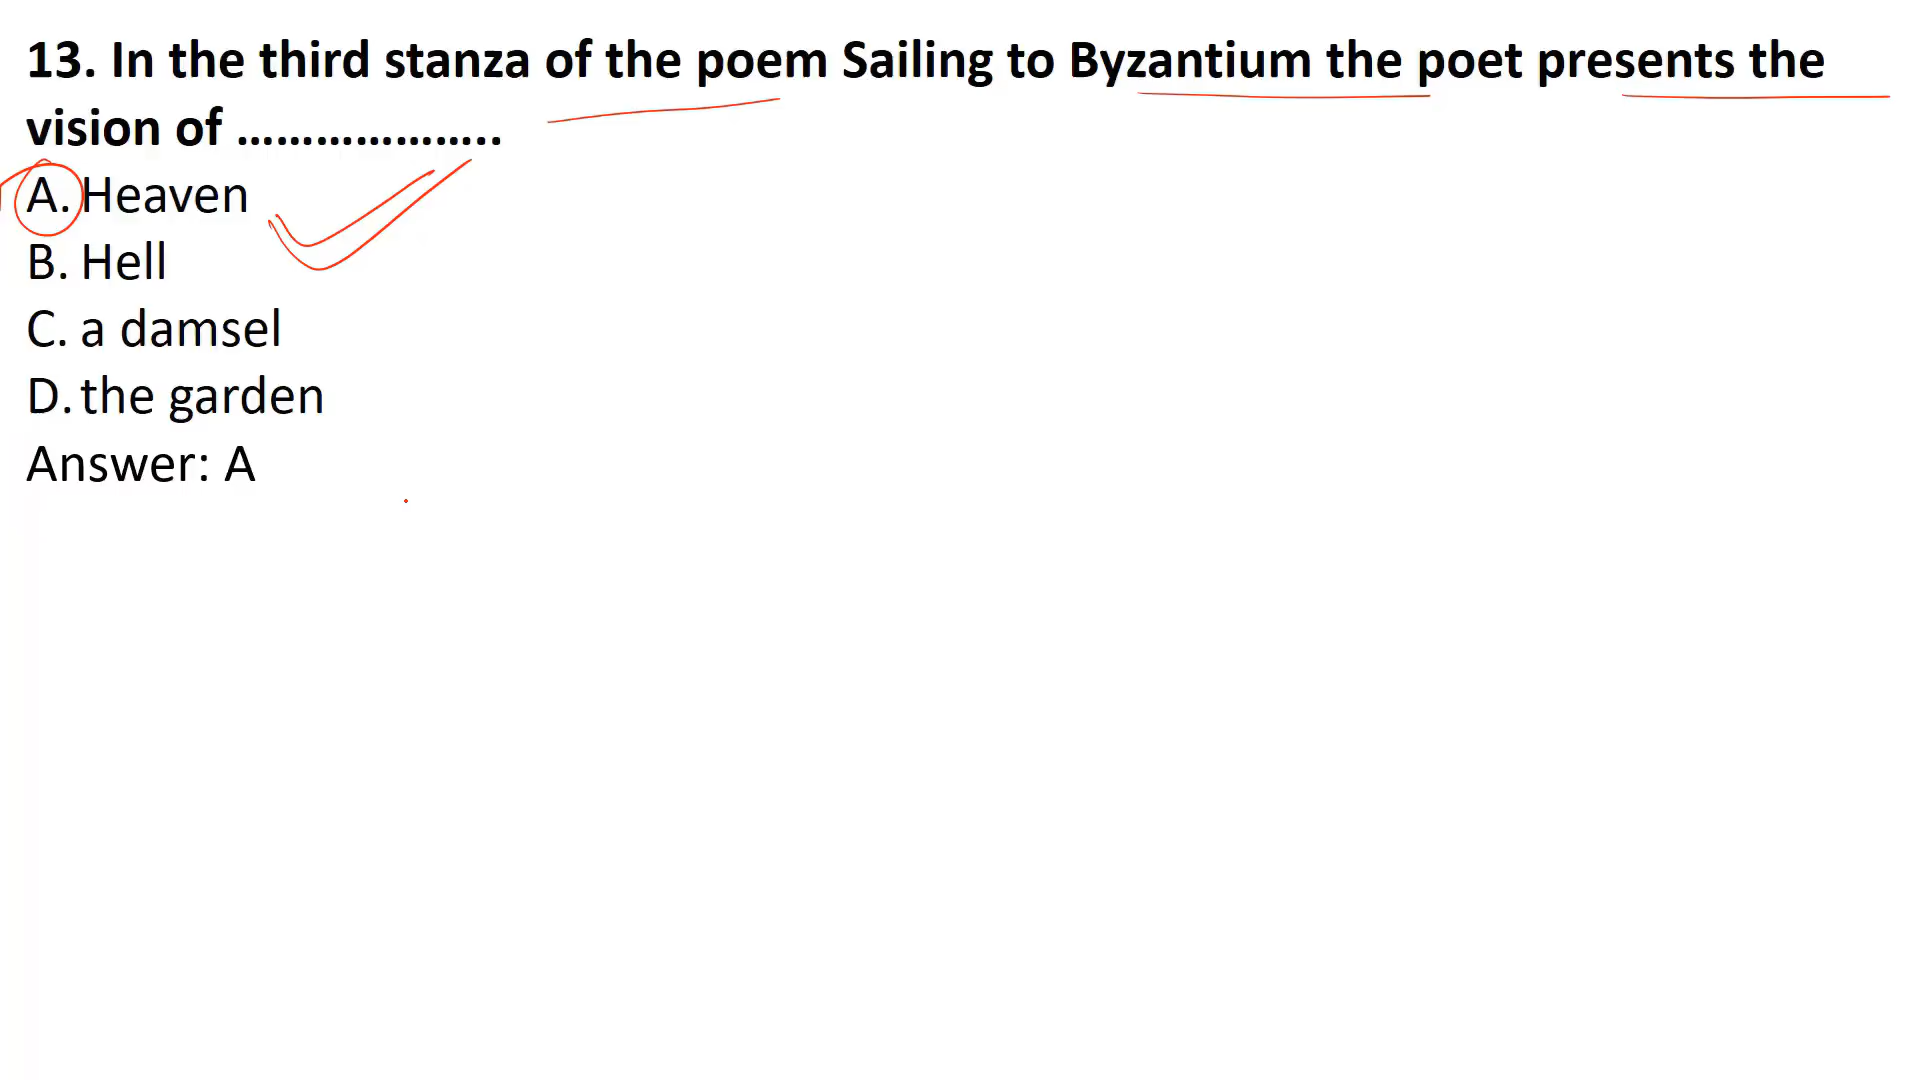 13. In the third stanza of the poem Sailing to Byzantium the poet presents the
vision of ………………..
A. Heaven
B. Hell
C. a damsel
D. the garden
Answer: A